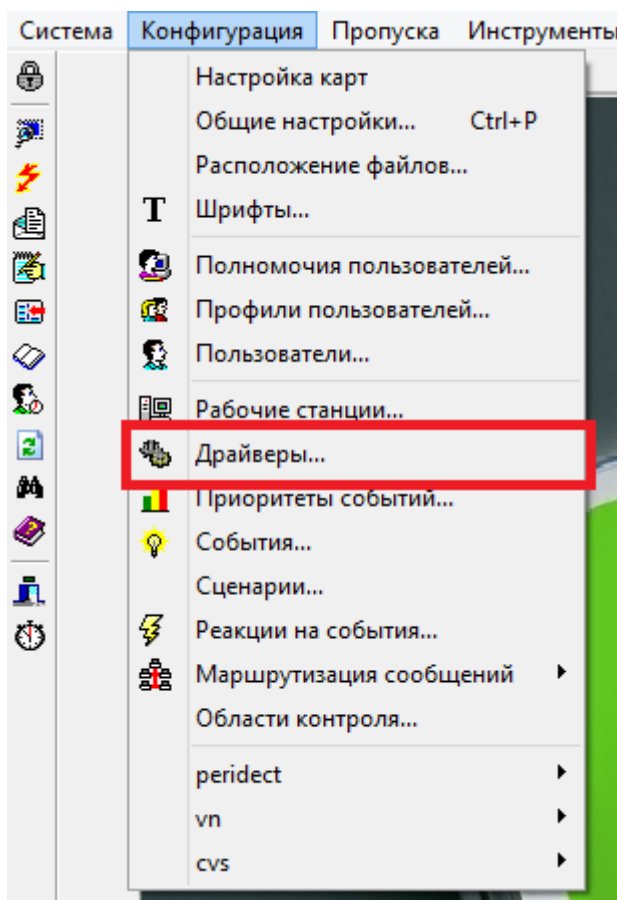 Система Конфигурация Пропуска Инструменты
Настройка карт
Общие настройки... Ctrl+P
Расположение файлов...
T Шрифты...
Полномочия пользователей...
Профили пользователей...
Пользователи...
Рабочие станции...
Драйверы...
Приоритеты событий...
События...
Сценарии...
Реакции на события...
Маршрутизация сообщений
Области контроля...
peridect
vn
cvs